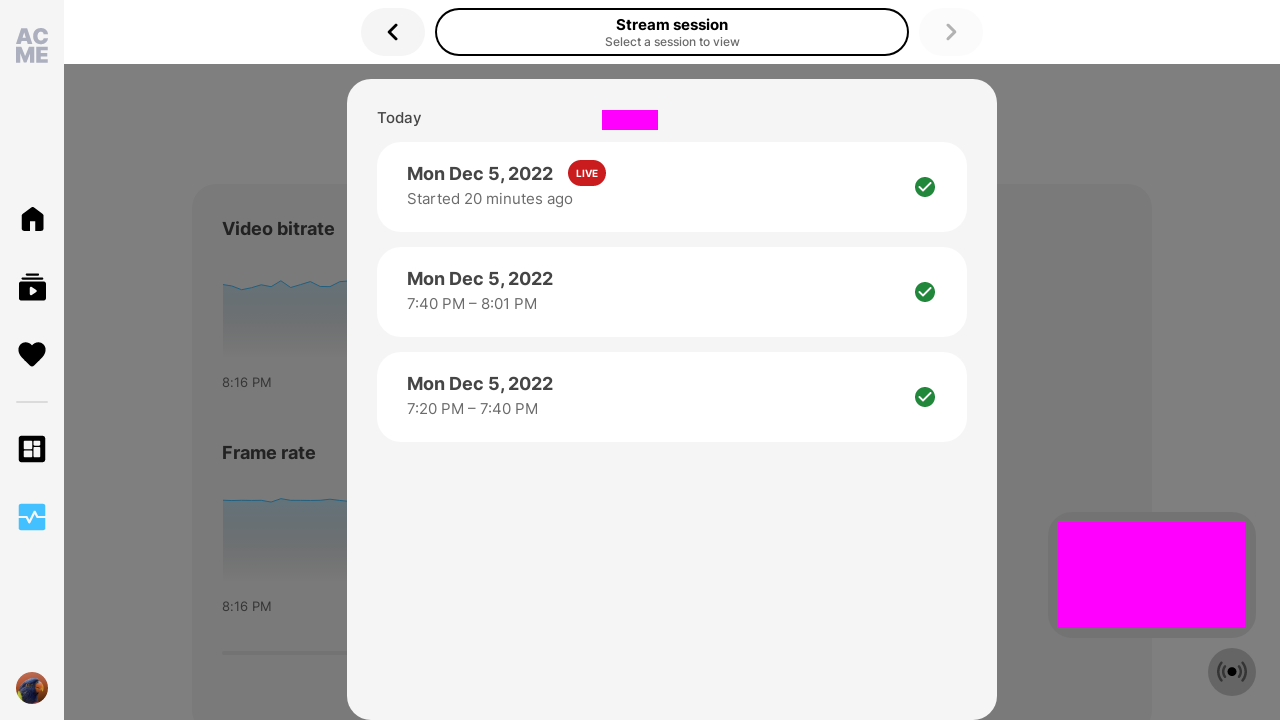 AC
ME
Stream session
Select a session to view
Today
Mon Dec 5, 2022 LIVE
Started 20 minutes ago
Mon Dec 5, 2022
7:40 PM – 8:01 PM
Mon Dec 5, 2022
7:20 PM – 7:40 PM
Video bitrate
8:16 PM
Frame rate
8:16 PM